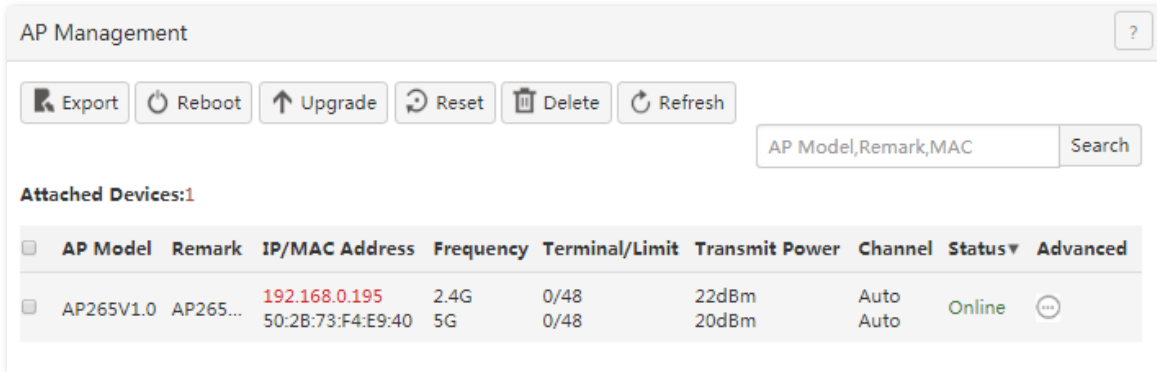 AP Management ?
Export Reboot Upgrade Reset Delete Refresh
AP Model,Remark,MAC Search
Attached Devices:1
AP Model Remark IP/MAC Address Frequency Terminal/Limit Transmit Power Channel Status▼ Advanced
192.168.0.195 2.4G 0/48 22dBm Auto
AP265V1.0 AP265... Online
50:2B:73:F4:E9:40 5G 0/48 20dBm Auto